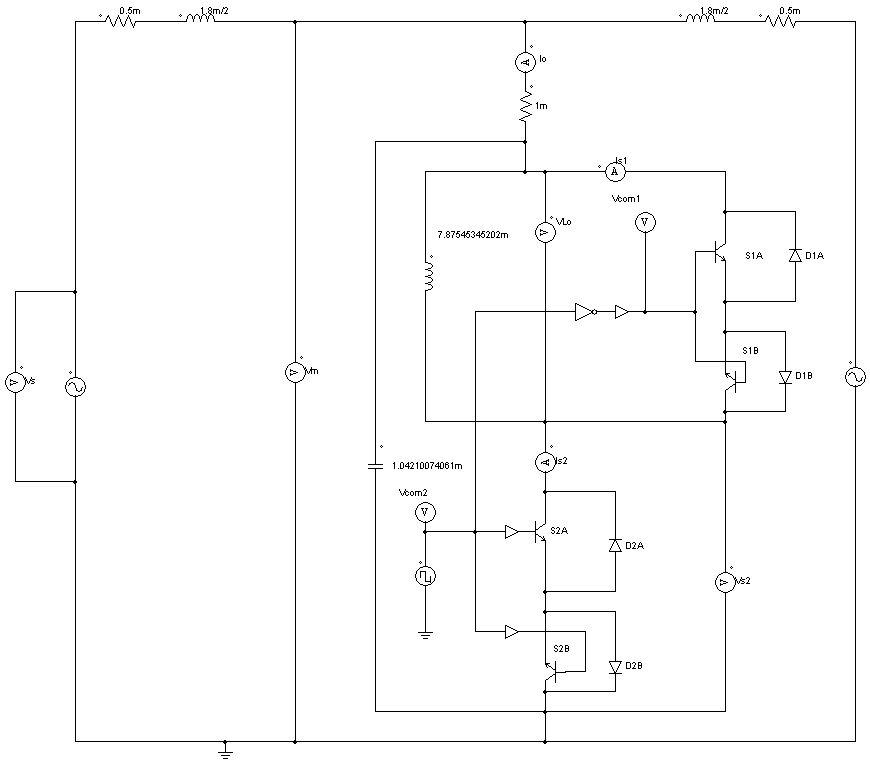 0.5m
1.8m/2
1.8m/2
0.5m
Io
A
1m
Is1
A
Vcom1
V
VLo
V
7.87545345202m
S1A
D1A
S1B
D1B
Vs
V
Vm
V
Is2
A
1.04210074061m
Vcom2
V
S2A
D2A
Vs2
V
S2B
D2B